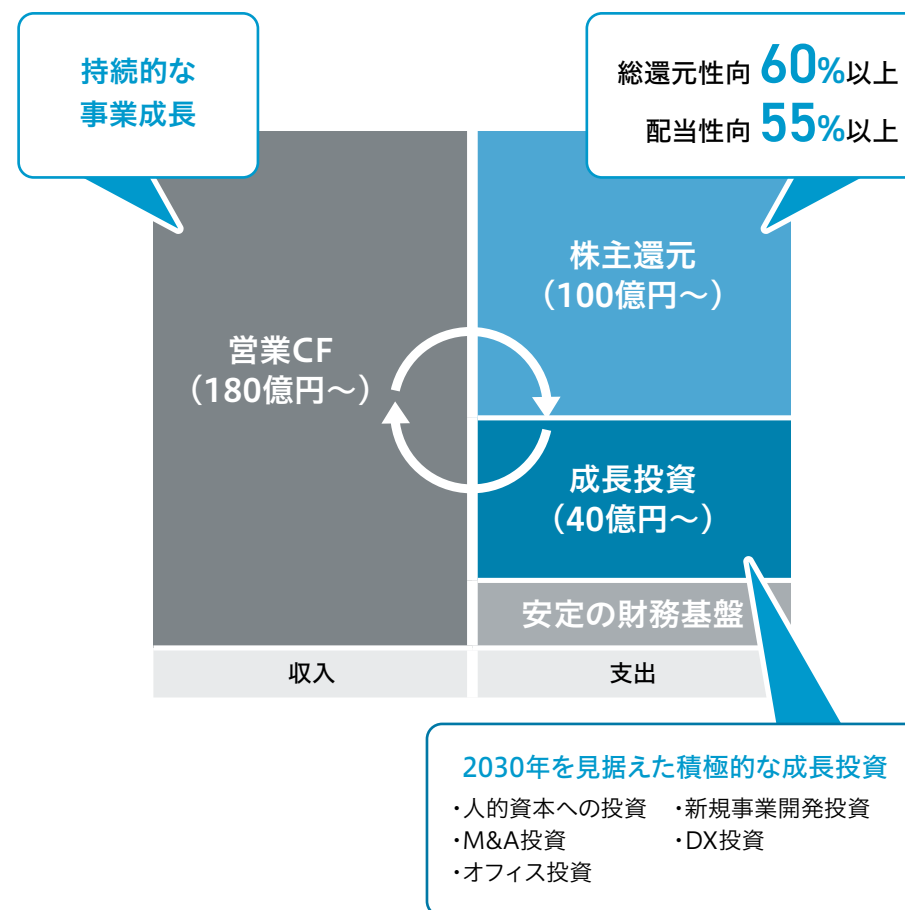 持続的な
事業成長
総還元性向 60%以上
配当性向 55%以上
株主還元
（100億円～）
営業CF
（180億円～）
成長投資
（40億円～）
安定の財務基盤
収入
支出
2030年を見据えた積極的な成長投資
・人的資本への投資 ・新規事業開発投資
・M&A投資 ・DX投資
・オフィス投資